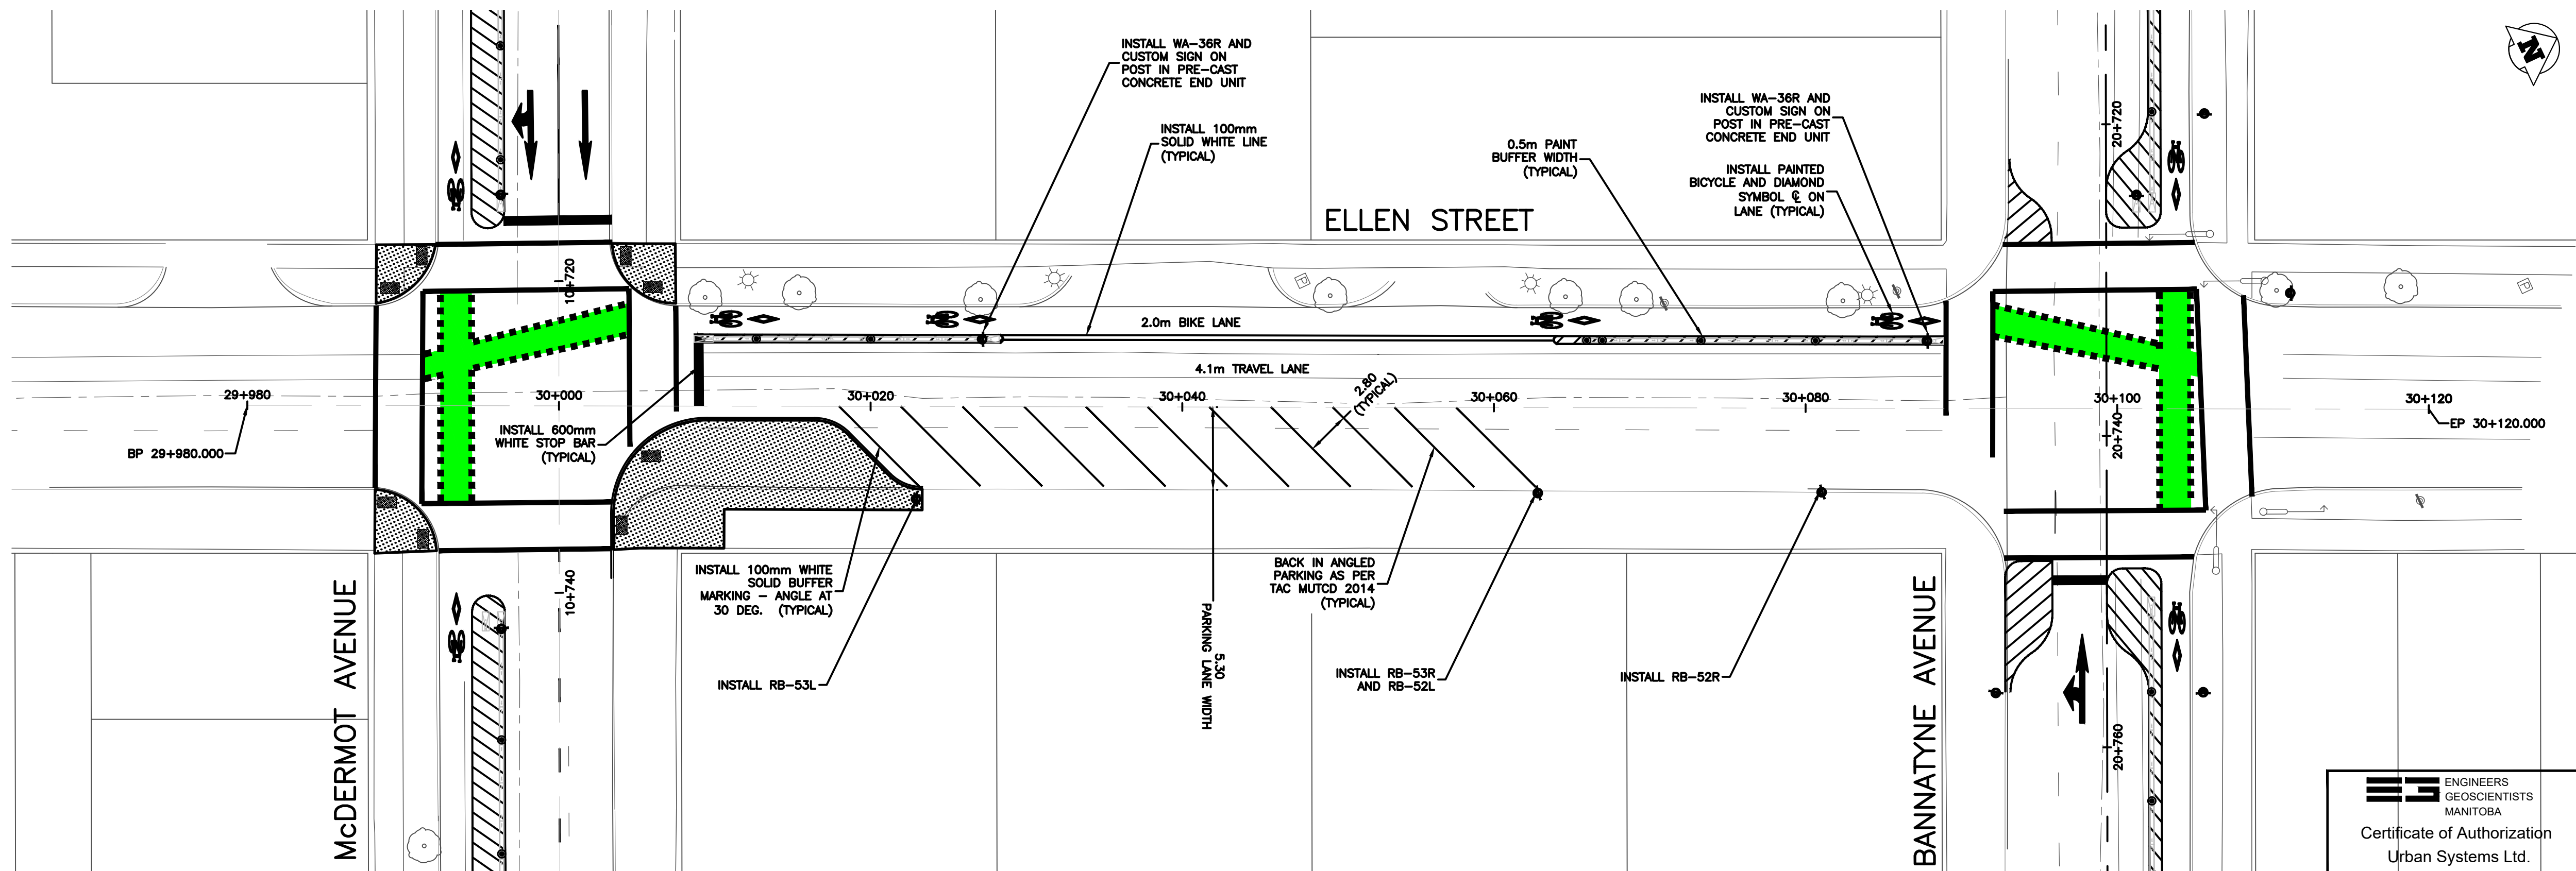 INSTALL WA-36R AND
CUSTOM SIGN ON
POST IN PRE-CAST
CONCRETE END UNIT
INSTALL 100mm
SOLID WHITE LINE
(TYPICAL)
0.5m PAINT
BUFFER WIDTH
(TYPICAL)
INSTALL WA-36R AND
CUSTOM SIGN ON
POST IN PRE-CAST
CONCRETE END UNIT
INSTALL PAINTED
BICYCLE AND DIAMOND
SYMBOL ℄ ON
LANE (TYPICAL)
N
20+720
ELLEN STREET
10+720
2.0m BIKE LANE
4.1m TRAVEL LANE
29+980
30+000
30+020
30+040
30+060
30+080
30+100
30+120
2.80
(TYPICAL)
BP 29+980.000
EP 30+120.000
INSTALL 600mm
WHITE STOP BAR
(TYPICAL)
20+740
INSTALL 100mm WHITE
SOLID BUFFER
MARKING - ANGLE AT
30 DEG. (TYPICAL)
BACK IN ANGLED
PARKING AS PER
TAC MUTCD 2014
(TYPICAL)
10+740
5.30
PARKING LANE WIDTH
INSTALL RB-53L
INSTALL RB-53R
AND RB-52L
INSTALL RB-52R
McDERMOT AVENUE
BANNATYNE AVENUE
20+760
ENGINEERS
GEOSCIENTISTS
MANITOBA
Certificate of Authorization
Urban Systems Ltd.